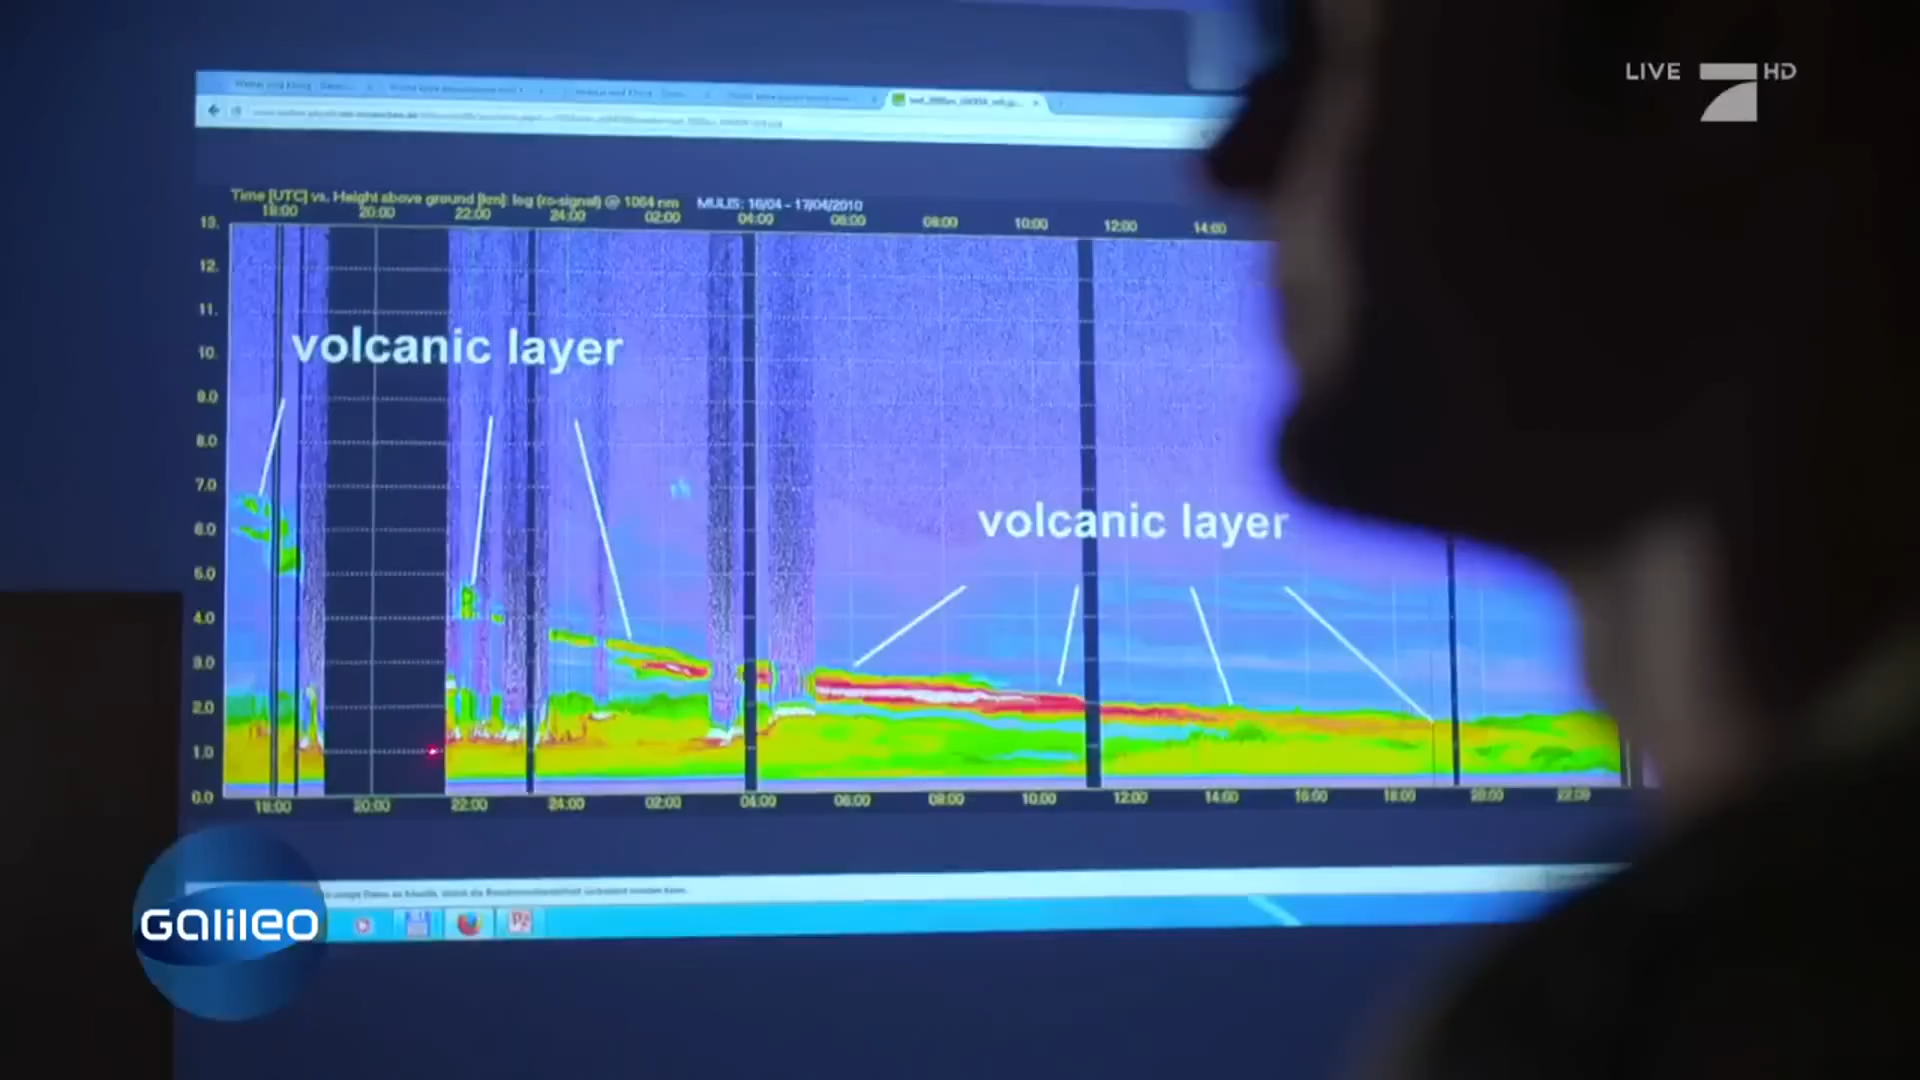 LIVE HD
Time [UTC] vs. Height above ground [km]: log (rc-signal) @ 1064 nm MULIS: 16/04 - 17/04/2010
18:00 20:00 22:00 24:00 02:00 04:00 06:00 08:00 10:00 12:00 14:00
13.
12.
11.
10.
9.0
8.0
7.0
6.0
5.0
4.0
3.0
2.0
1.0
0.0
volcanic layer
volcanic layer
18:00 20:00 22:00 24:00 02:00 04:00 06:00 08:00 10:00 12:00 14:00 16:00 18:00 20:00 22:00
Galileo